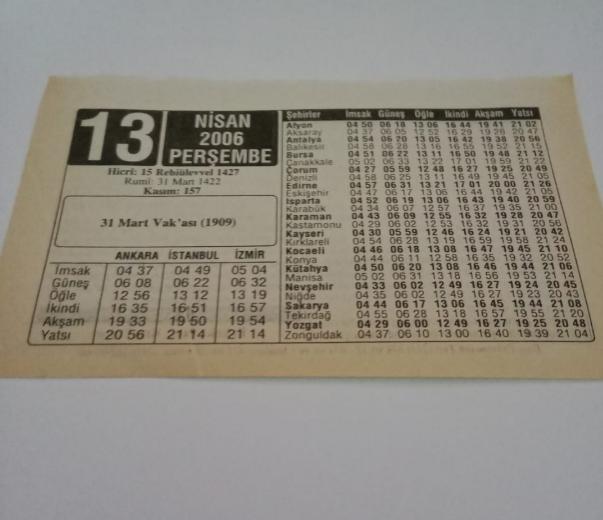 13
NİSAN
2006
PERŞEMBE
Hicrî: 15 Rebiülevvel 1427
Rumî: 31 Mart 1422
Kasım: 157
31 Mart Vak'ası (1909)
ANKARA İSTANBUL İZMİR
İmsak 04 37 04 49 05 04
Güneş 06 08 06 22 06 32
Öğle 12 56 13 12 13 19
İkindi 16 35 16 51 16 57
Akşam 19 33 19 50 19 54
Yatsı 20 56 21 14 21 14
Şehirler İmsak Güneş Öğle İkindi Akşam Yatsı
Afyon 04 50 06 18 13 06 16 44 19 41 21 02
Aksaray 04 37 06 05 12 52 16 29 19 26 20 47
Antalya 04 54 06 20 13 05 16 42 19 38 20 56
Balıkesir 04 58 06 28 13 16 16 55 19 52 21 15
Bursa 04 51 06 22 13 11 16 50 19 48 21 12
Çanakkale 05 02 06 33 13 22 17 01 19 59 21 22
Çorum 04 27 05 59 12 48 16 27 19 25 20 49
Denizli 04 58 06 25 13 11 16 49 19 45 21 05
Edirne 04 57 06 31 13 21 17 01 20 00 21 26
Eskişehir 04 47 06 17 13 06 16 44 19 42 21 05
Isparta 04 52 06 19 13 06 16 43 19 40 20 59
Karabük 04 34 06 07 12 57 16 37 19 35 21 00
Karaman 04 43 06 09 12 55 16 32 19 28 20 47
Kastamonu 04 29 06 02 12 53 16 32 19 31 20 56
Kayseri 04 30 05 59 12 46 16 24 19 21 20 42
Kırklareli 04 54 06 28 13 19 16 59 19 58 21 24
Kocaeli 04 46 06 18 13 08 16 47 19 45 21 10
Konya 04 44 06 11 12 58 16 35 19 32 20 52
Kütahya 04 50 06 20 13 08 16 46 19 44 21 06
Manisa 05 02 06 31 13 18 16 56 19 53 21 14
Nevşehir 04 33 06 02 12 49 16 27 19 24 20 45
Niğde 04 35 06 02 12 49 16 27 19 23 20 43
Sakarya 04 44 06 17 13 06 16 45 19 44 21 08
Tekirdağ 04 55 06 28 13 18 16 57 19 55 21 20
Yozgat 04 29 06 00 12 49 16 27 19 25 20 48
Zonguldak 04 37 06 10 13 00 16 40 19 39 21 04